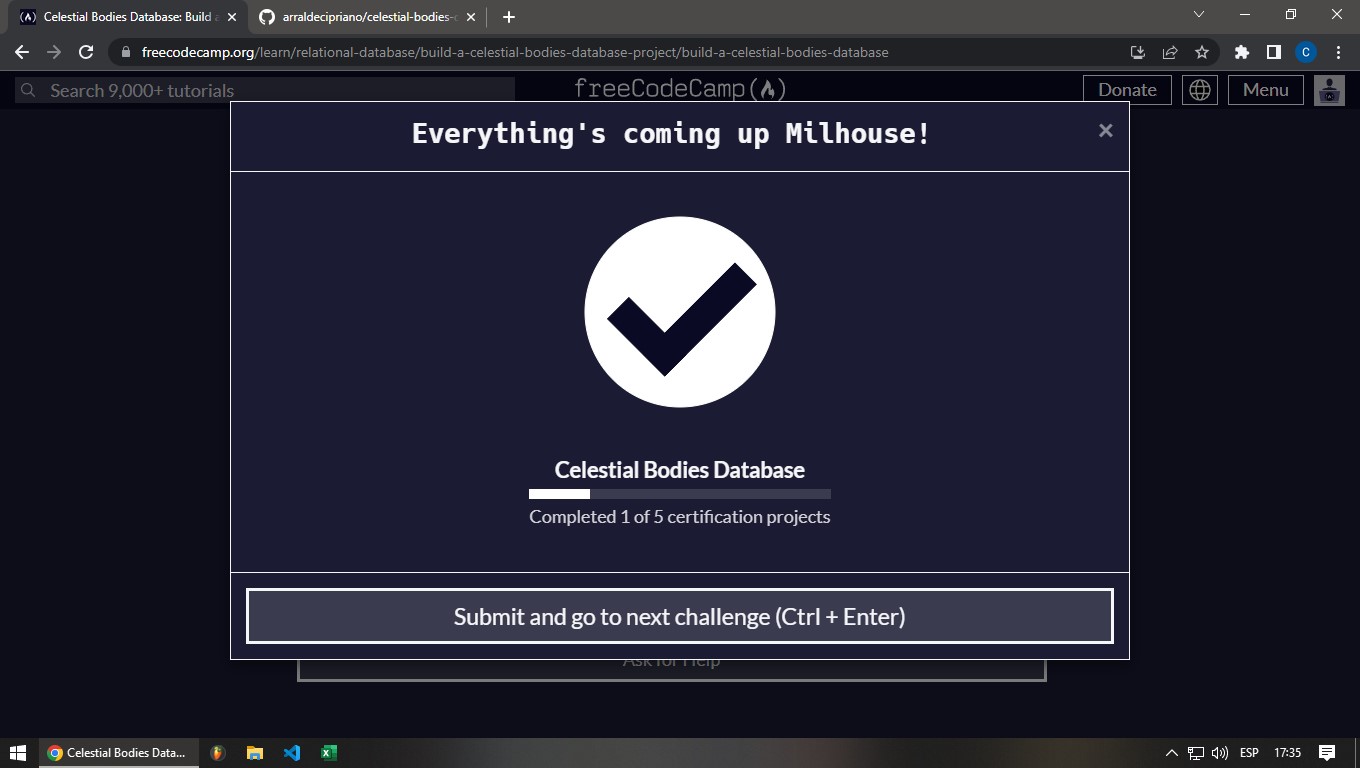 Celestial Bodies Database: Build a
arraldecipriano/celestial-bodies-
freecodecamp.org/learn/relational-database/build-a-celestial-bodies-database-project/build-a-celestial-bodies-database
C
Search 9,000+ tutorials
freeCodeCamp
Donate
Menu
Everything's coming up Milhouse!
×
Celestial Bodies Database
Completed 1 of 5 certification projects
Submit and go to next challenge (Ctrl + Enter)
Ask for Help
Celestial Bodies Data...
ESP
17:35